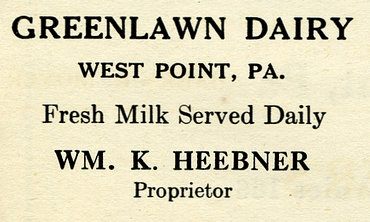 GREENLAWN DAIRY
WEST POINT, PA.
Fresh Milk Served Daily
WM. K. HEEBNER
Proprietor